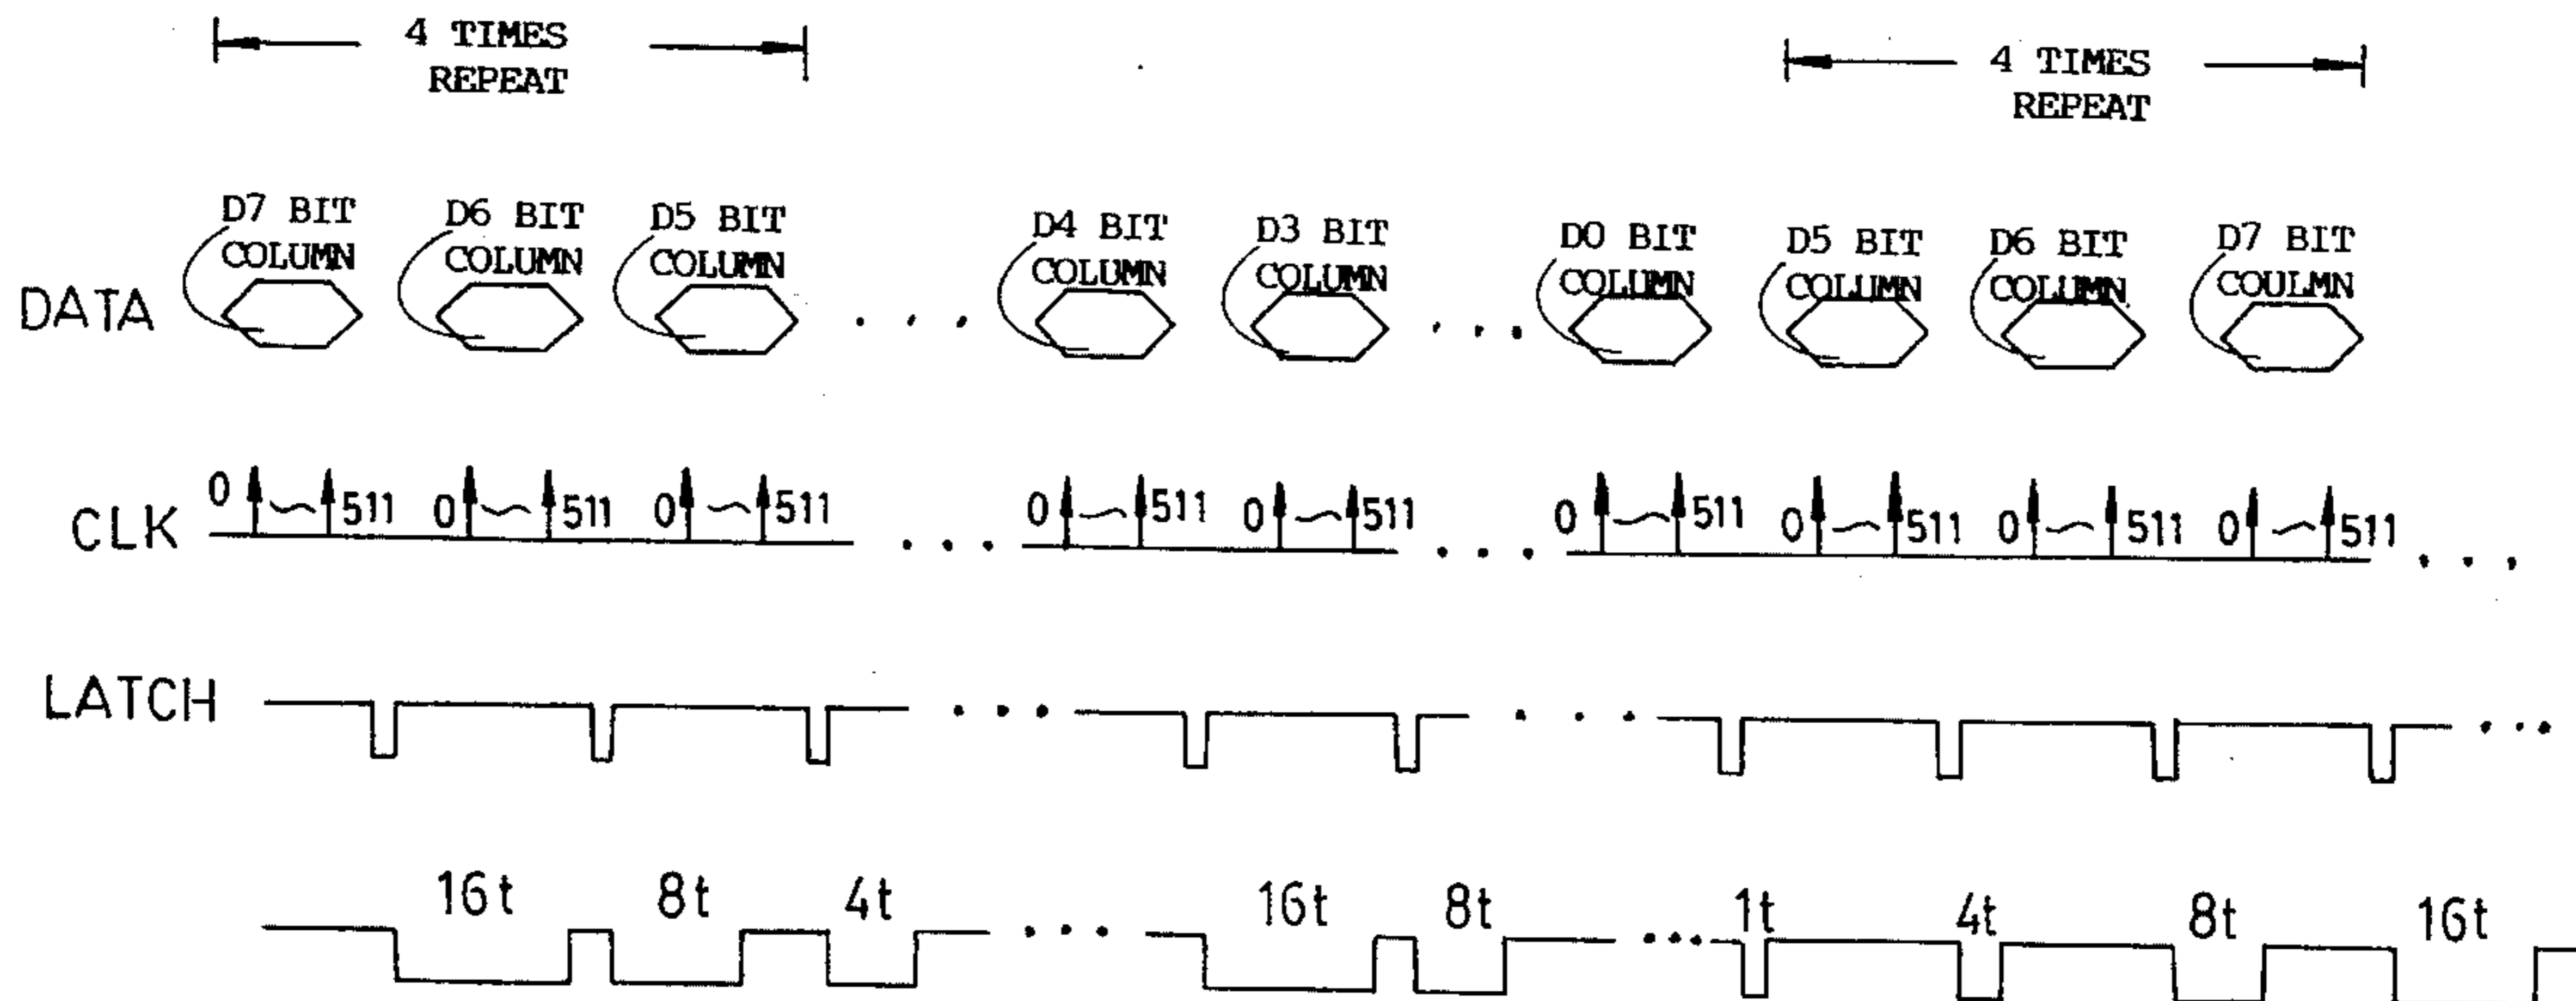 4 TIMES
REPEAT
4 TIMES
REPEAT
D7 BIT
COLUMN
D6 BIT
COLUMN
D5 BIT
COLUMN
D4 BIT
COLUMN
D3 BIT
COLUMN
D0 BIT
COLUMN
D5 BIT
COLUMN
D6 BIT
COLUMN
D7 BIT
COULMN
DATA
CLK
0 511 0 511 0 511 0 511 0 511 0 511 0 511 0 511 0 511
LATCH
16t 8t 4t 16t 8t 1t 4t 8t 16t